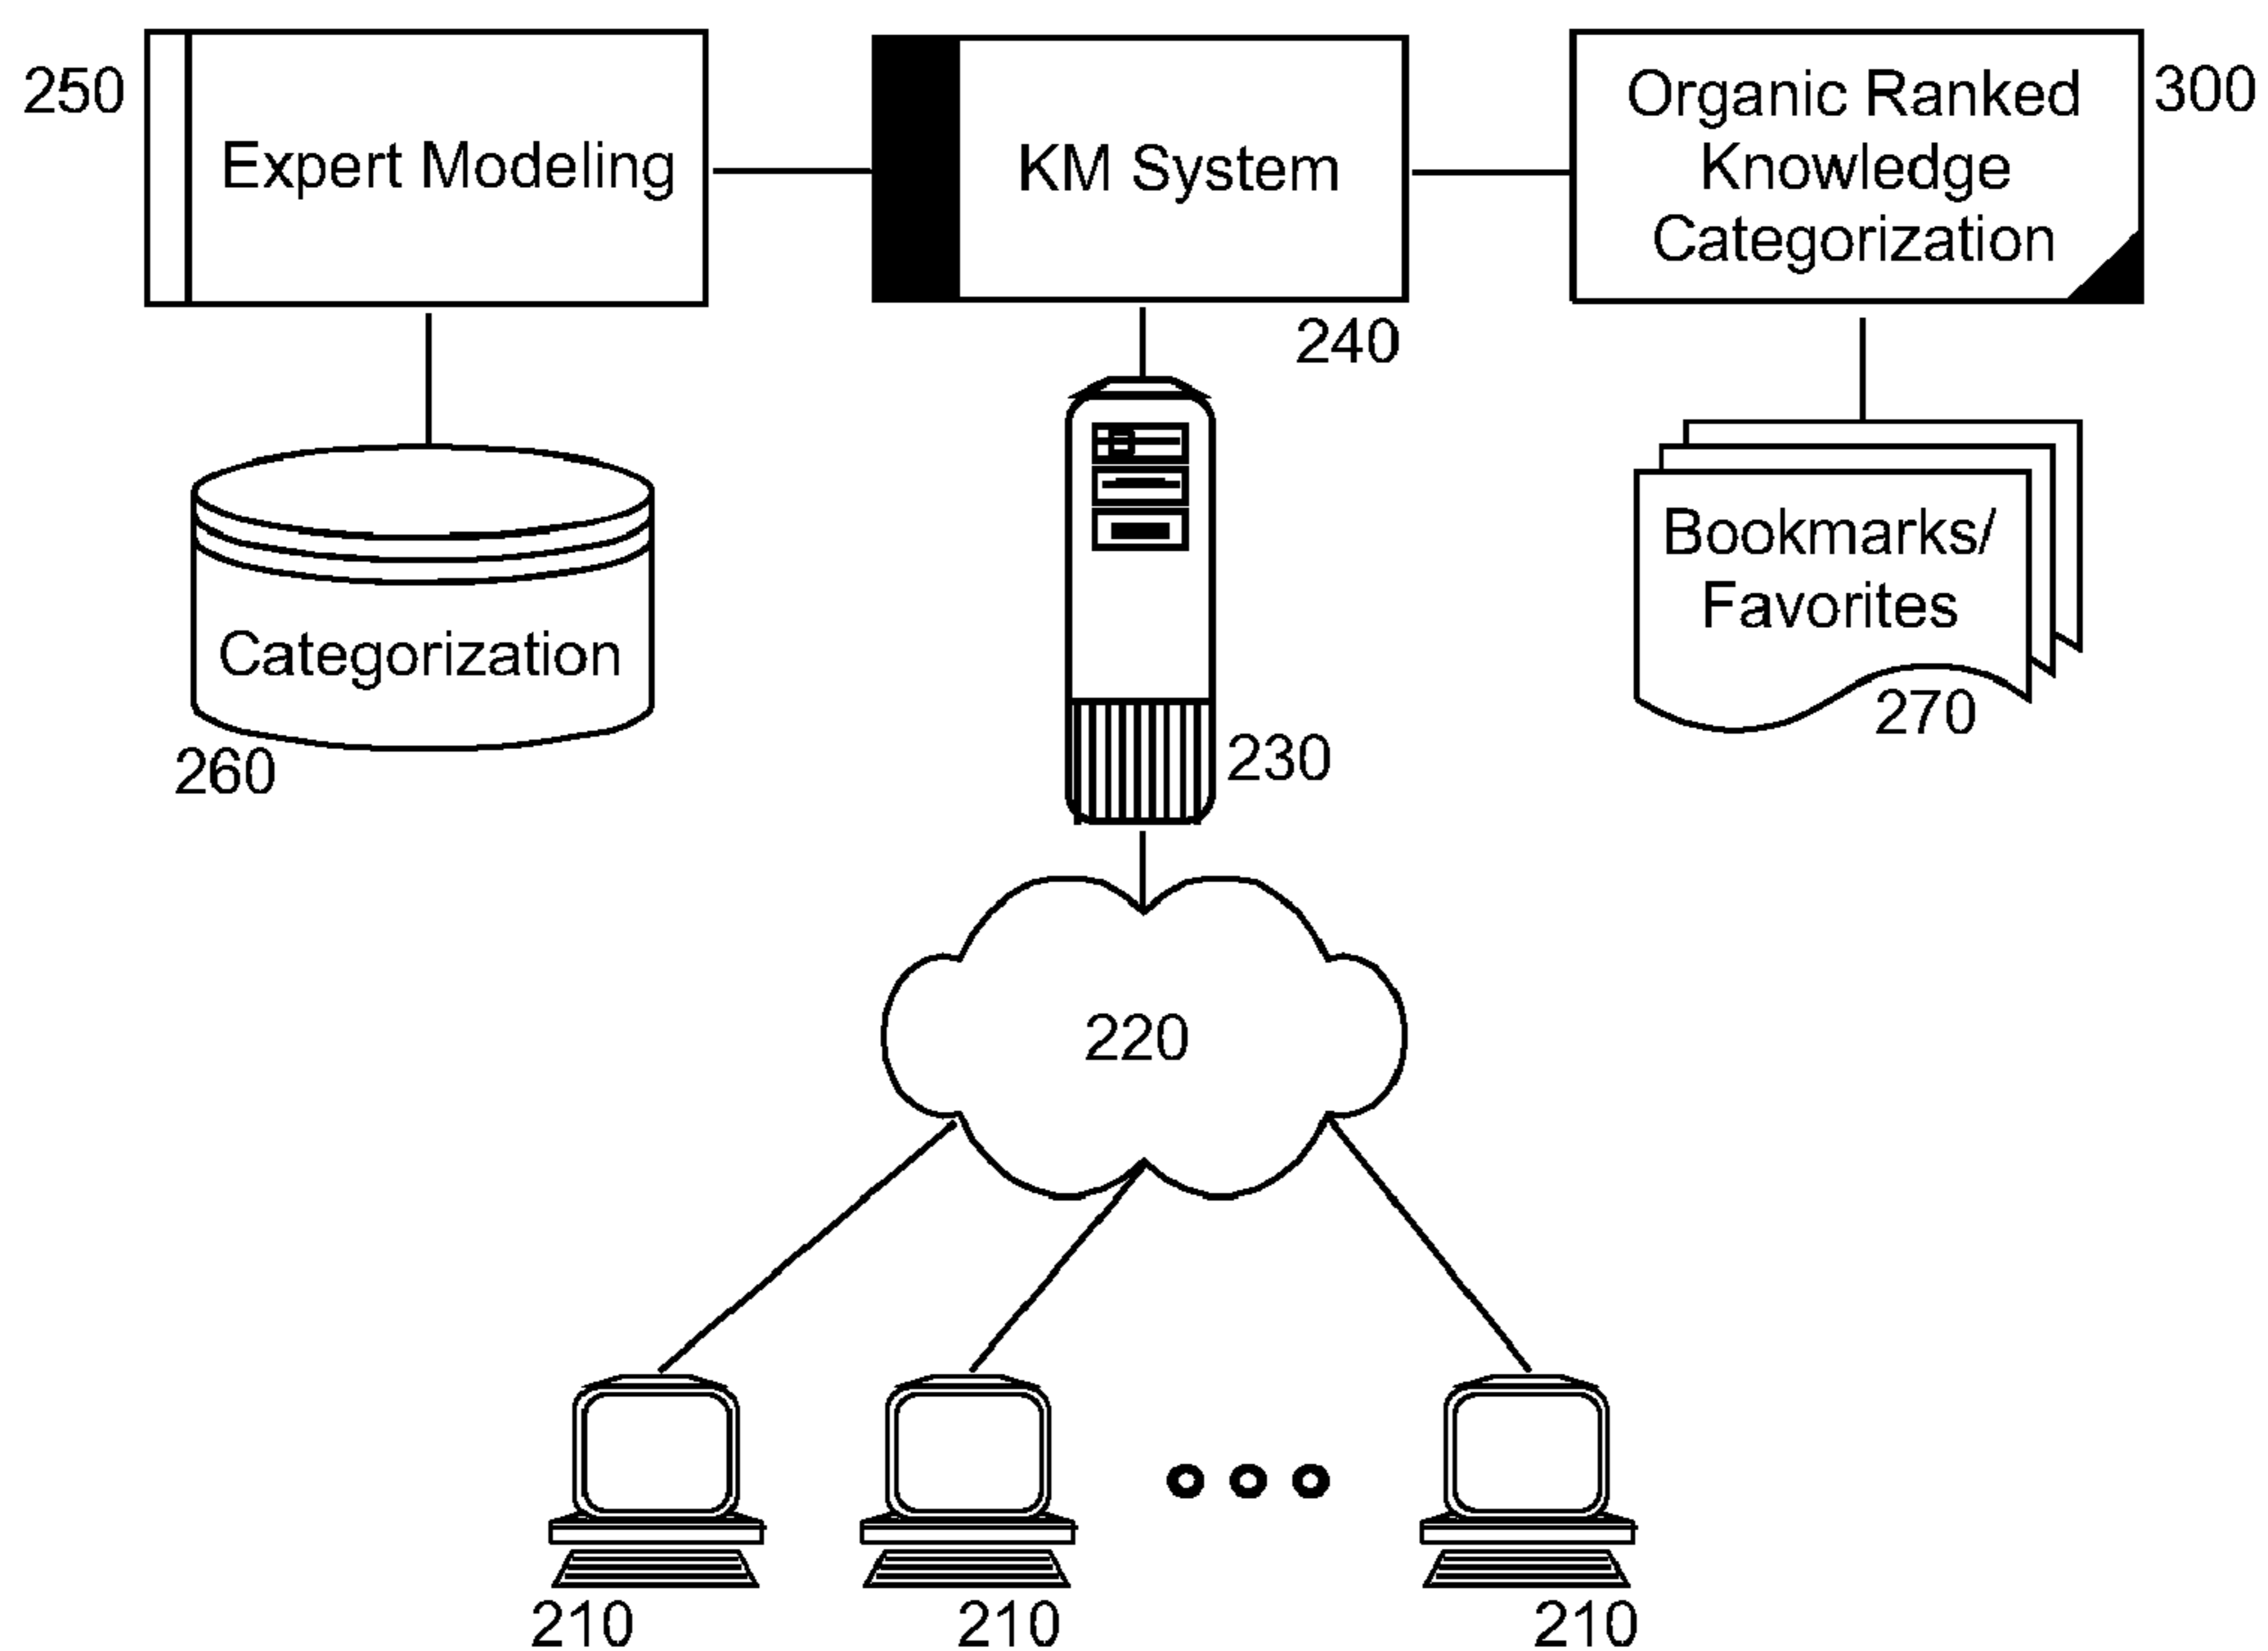 250
Expert Modeling
KM System
Organic Ranked
Knowledge
Categorization
300
240
Categorization
260
230
Bookmarks/
Favorites
270
220
210
210
210